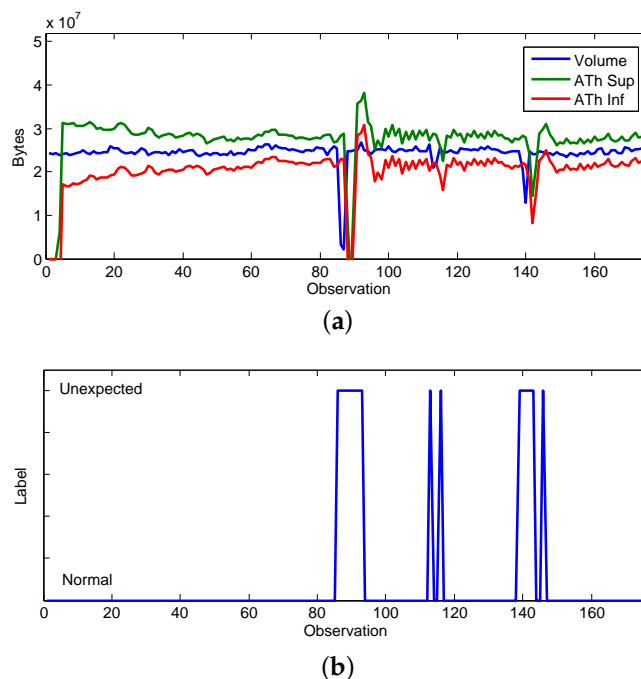 x 10^7
5
4
3
2
1
0
Bytes
Volume
ATh Sup
ATh Inf
0 20 40 60 80 100 120 140 160
Observation
(a)
Unexpected
Label
Normal
0 20 40 60 80 100 120 140 160
Observation
(b)